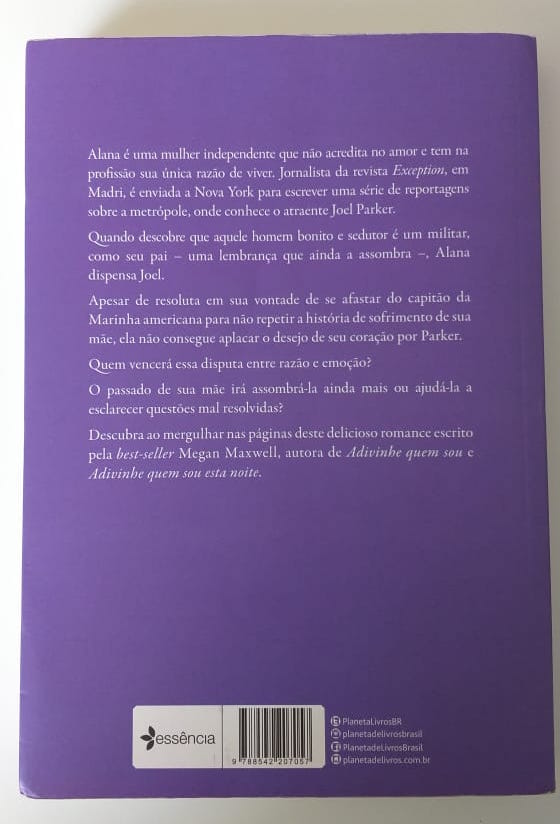 Alana é uma mulher independente que não acredita no amor e tem na
profissão sua única razão de viver. Jornalista da revista Exception, em
Madri, é enviada a Nova York para escrever uma série de reportagens
sobre a metrópole, onde conhece o atraente Joel Parker.
Quando descobre que aquele homem bonito e sedutor é um militar,
como seu pai – uma lembrança que ainda a assombra –, Alana
dispensa Joel.
Apesar de resoluta em sua vontade de se afastar do capitão da
Marinha americana para não repetir a história de sofrimento de sua
mãe, ela não consegue aplacar o desejo de seu coração por Parker.
Quem vencerá essa disputa entre razão e emoção?
O passado de sua mãe irá assombrá-la ainda mais ou ajudá-la a
esclarecer questões mal resolvidas?
Descubra ao mergulhar nas páginas deste delicioso romance escrito
pela best-seller Megan Maxwell, autora de Adivinhe quem sou e
Adivinhe quem sou esta noite.
essência
9 788542 207057
PlanetaLivrosBR
planetadelivrosbrasil
PlanetadeLivrosBrasil
planetadelivros.com.br